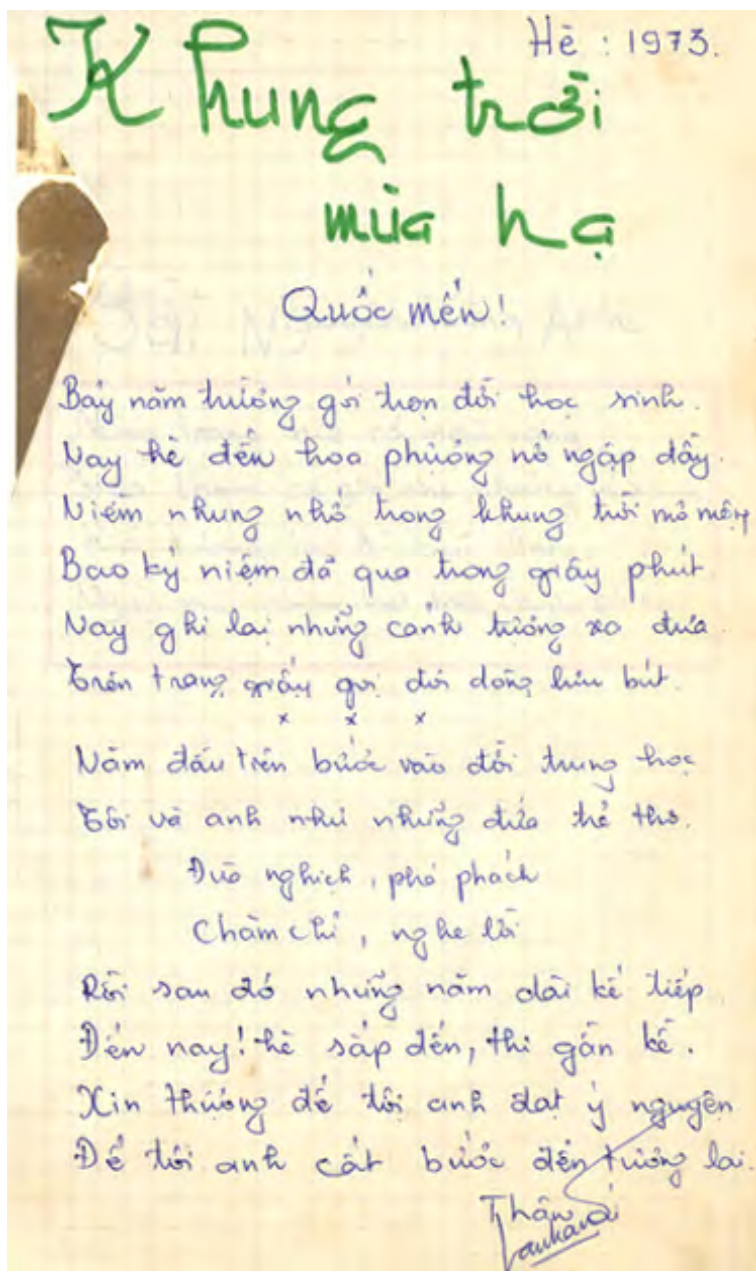 Hè : 1973.
Khung trời
mùa hạ
Quốc mến!
Bảy năm trường gởi trọn đời học sinh.
Nay hè đến hoa phượng nở ngập đầy.
Niềm nhung nhớ trong khung trời mơ mộng
Bao kỷ niệm đã qua trong giây phút
Nay ghi lại những cảnh tượng xa đưa
Trên trang giấy gọi đôi dòng lưu bút.
x x x
Năm đầu tiên bước vào đời trung học
Tôi và anh như những đứa trẻ thơ.
Đùa nghịch, phá phách
Chăm chỉ, nghe lời
Rồi sau đó những năm dài kế tiếp
Đến nay! hè sắp đến, thi gần kề.
Xin thượng đế tôi anh đạt ý nguyện
Để tôi anh cất bước đến tương lai.
Thân ái